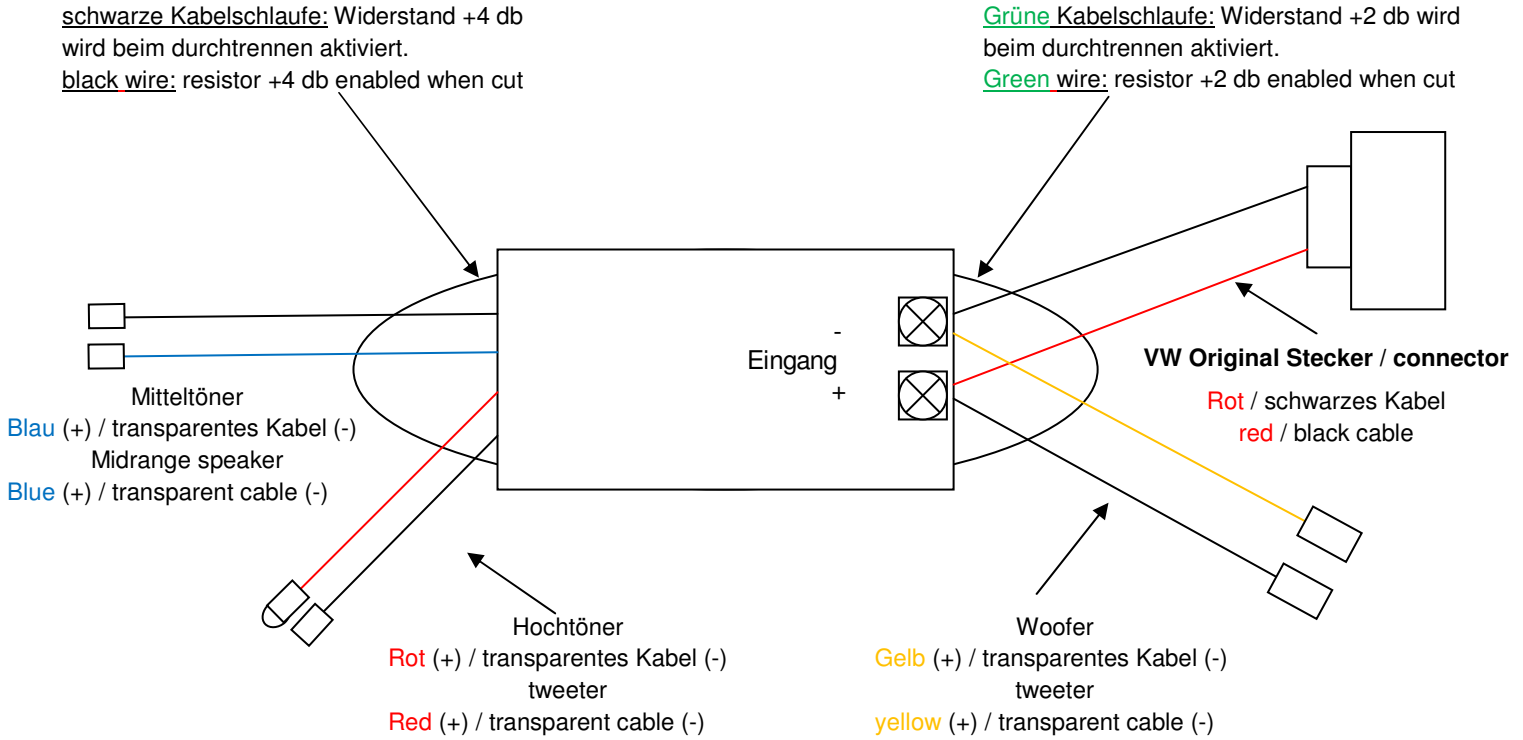 schwarze Kabelschlaufe: Widerstand +4 db
wird beim durchtrennen aktiviert.
black wire: resistor +4 db enabled when cut
Grüne Kabelschlaufe: Widerstand +2 db wird
beim durchtrennen aktiviert.
Green wire: resistor +2 db enabled when cut
-
Eingang
+
VW Original Stecker / connector
Rot / schwarzes Kabel
red / black cable
Mitteltöner
Blau (+) / transparentes Kabel (-)
Midrange speaker
Blue (+) / transparent cable (-)
Hochtöner
Rot (+) / transparentes Kabel (-)
tweeter
Red (+) / transparent cable (-)
Woofer
Gelb (+) / transparentes Kabel (-)
tweeter
yellow (+) / transparent cable (-)